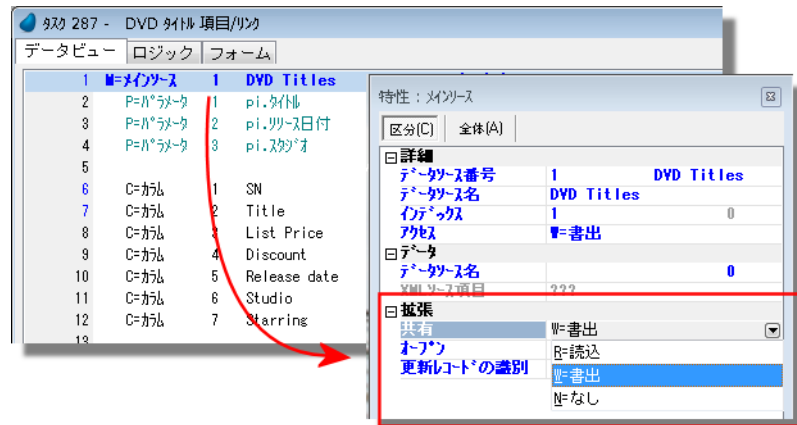 ﾀｽｸ 287 - DVD ﾀｲﾄﾙ 項目/ﾘﾝｸ
データビュー ロジック フォーム
1 M=ﾒｲﾝｿｰｽ 1 DVD Titles
2 P=ﾊﾟﾗﾒｰﾀ 1 pi.ﾀｲﾄﾙ
3 P=ﾊﾟﾗﾒｰﾀ 2 pi.ﾘﾘｰｽ日付
4 P=ﾊﾟﾗﾒｰﾀ 3 pi.ｽﾀｼﾞｵ
5
6 C=ｶﾗﾑ 1 SN
7 C=ｶﾗﾑ 2 Title
8 C=ｶﾗﾑ 3 List Price
9 C=ｶﾗﾑ 4 Discount
10 C=ｶﾗﾑ 5 Release date
11 C=ｶﾗﾑ 6 Studio
12 C=ｶﾗﾑ 7 Starring
13
特性 : ﾒｲﾝｿｰｽ
区分(C) 全体(A)
詳細
ﾃﾞｰﾀｿｰｽ番号 1 DVD Titles
ﾃﾞｰﾀｿｰｽ名 DVD Titles
ｲﾝﾃﾞｯｸｽ 1 0
ｱｸｾｽ W=書出
ﾃﾞｰﾀ
ﾃﾞｰﾀｿｰｽ名 0
XMLｿｰｽ項目 ???
拡張
共有 W=書出
ｵｰﾌﾟﾝ R=読込
更新ﾚｺｰﾄﾞの識別 W=書出
N=なし